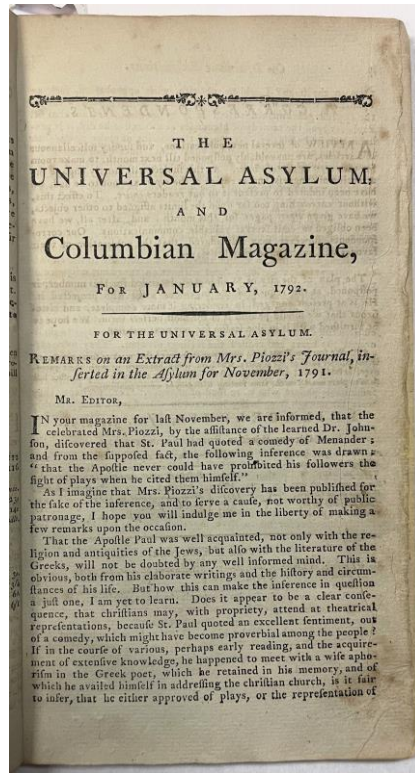 THE
UNIVERSAL ASYLUM,
AND
Columbian Magazine,
FOR JANUARY, 1792.
FOR THE UNIVERSAL ASYLUM.
REMARKS on an Extract from Mrs. Piozzi's Journal, in-
ſerted in the Aſylum for November, 1791.
MR. EDITOR,
IN your magazine for laſt November, we are informed, that the
celebrated Mrs. Piozzi, by the aſſiſtance of the learned Dr. John-
ſon, diſcovered that St. Paul had quoted a comedy of Menander;
and from the ſuppoſed fact, the following inference was drawn;
"that the Apoſtle never could have prohibited his followers the
ſight of plays when he cited them himſelf."
As I imagine that Mrs. Piozzi's diſcovery has been publiſhed for
the ſake of the inference, and to ſerve a cauſe, not worthy of public
patronage, I hope you will indulge me in the liberty of making a
few remarks upon the occaſion.
That the Apoſtle Paul was well acquainted, not only with the re-
ligion and antiquities of the Jews, but alſo with the literature of the
Greeks, will not be doubted by any well informed mind. This is
obvious, both from his elaborate writings and the hiſtory and circum-
ſtances of his life. But how this can make the inference in queſtion
a juſt one, I am yet to learn. Does it appear to be a clear conſe-
quence, that chriſtians may, with propriety, attend at theatrical
repreſentations, becauſe St. Paul quoted an excellent ſentiment, out
of a comedy, which might have become proverbial among the people?
If in the courſe of various, perhaps early reading, and the acquire-
ment of extenſive knowledge, he happened to meet with a wiſe apho-
riſm in the Greek poet, which he retained in his memory, and of
which he availed himſelf in addreſſing the chriſtian church, is it fair
to infer, that he either approved of plays, or the repreſentation of